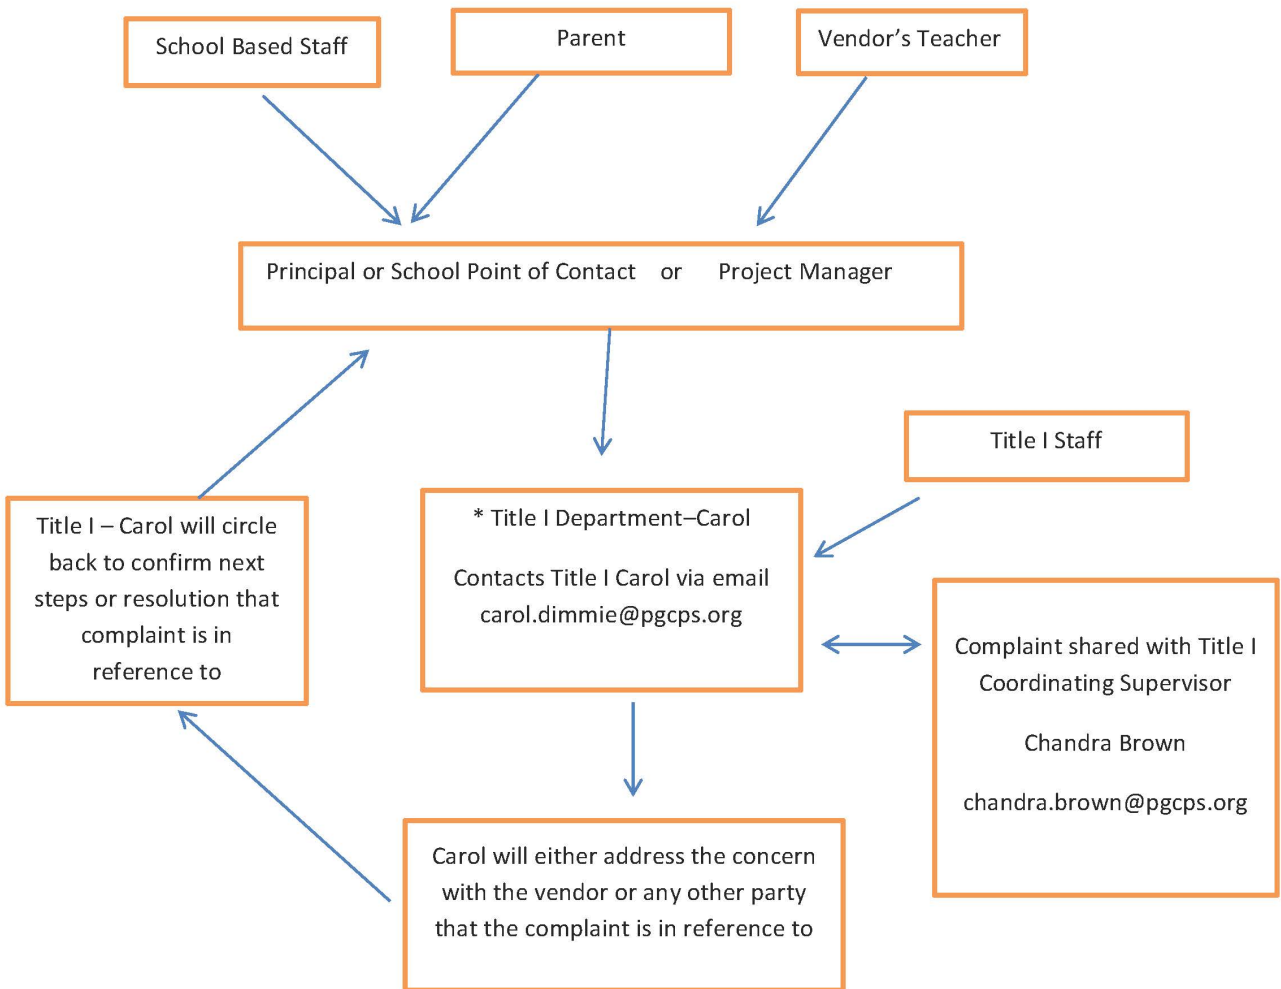 School Based Staff
Parent
Vendor’s Teacher
Principal or School Point of Contact or Project Manager
Title I Staff
Title I – Carol will circle
back to confirm next
steps or resolution that
complaint is in
reference to
* Title I Department–Carol
Contacts Title I Carol via email
carol.dimmie@pgcps.org
Complaint shared with Title I
Coordinating Supervisor
Chandra Brown
chandra.brown@pgcps.org
Carol will either address the concern
with the vendor or any other party
that the complaint is in reference to